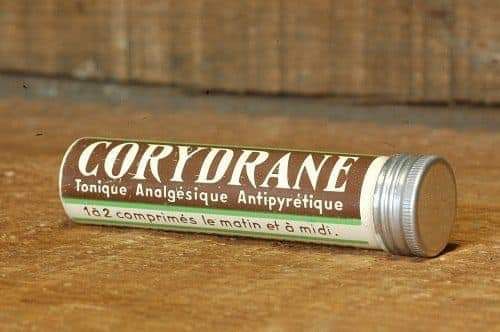 CORYDRANE
Tonique Analgésique Antipyrétique
1 à 2 comprimés le matin et à midi.